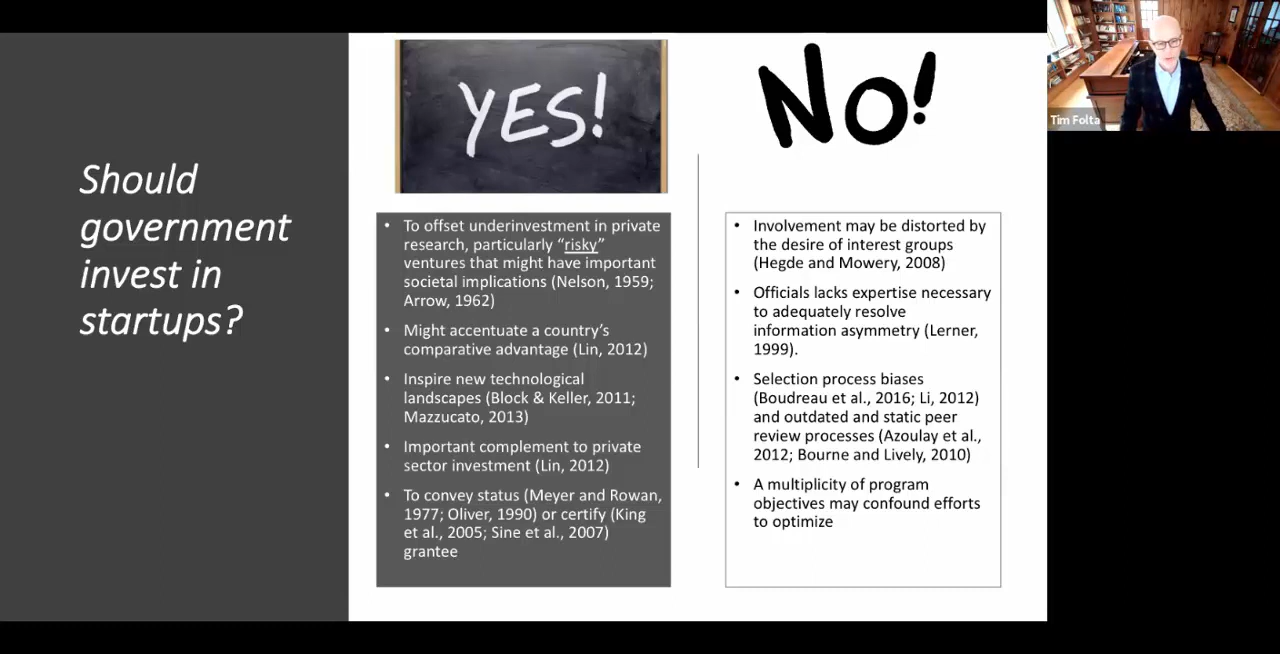 Should
government
invest in
startups?
YES!
• To offset underinvestment in private
research, particularly “risky”
ventures that might have important
societal implications (Nelson, 1959;
Arrow, 1962)
• Might accentuate a country’s
comparative advantage (Lin, 2012)
• Inspire new technological
landscapes (Block & Keller, 2011;
Mazzucato, 2013)
• Important complement to private
sector investment (Lin, 2012)
• To convey status (Meyer and Rowan,
1977; Oliver, 1990) or certify (King
et al., 2005; Sine et al., 2007)
grantee
No!
• Involvement may be distorted by
the desire of interest groups
(Hegde and Mowery, 2008)
• Officials lacks expertise necessary
to adequately resolve
information asymmetry (Lerner,
1999).
• Selection process biases
(Boudreau et al., 2016; Li, 2012)
and outdated and static peer
review processes (Azoulay et al.,
2012; Bourne and Lively, 2010)
• A multiplicity of program
objectives may confound efforts
to optimize
Tim Folta